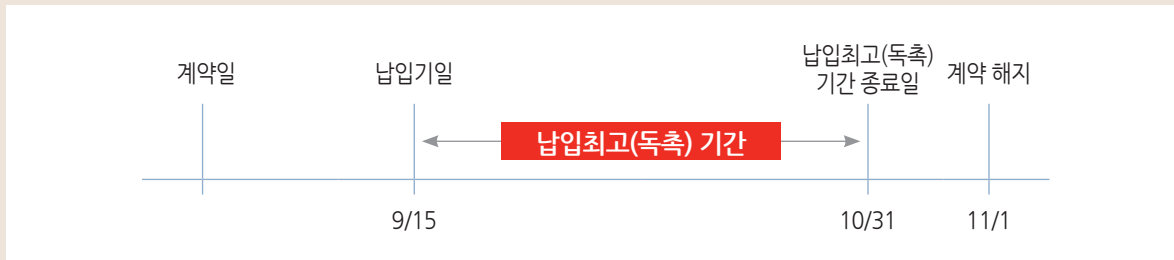 계약일
납입기일
납입최고(독촉)
기간 종료일
계약 해지
납입최고(독촉) 기간
9/15
10/31
11/1